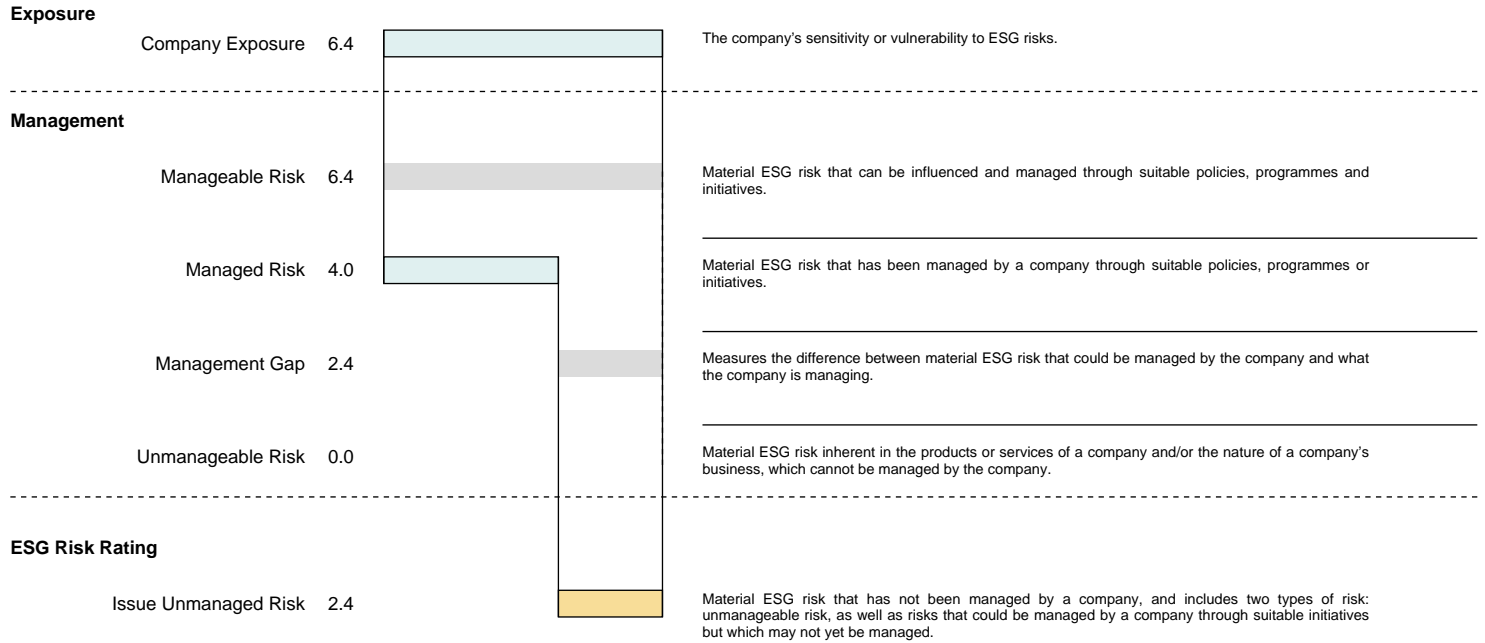 Exposure
Company Exposure 6.4
The company's sensitivity or vulnerability to ESG risks.
Management
Manageable Risk 6.4
Material ESG risk that can be influenced and managed through suitable policies, programmes and
initiatives.
Managed Risk 4.0
Material ESG risk that has been managed by a company through suitable policies, programmes or
initiatives.
Management Gap 2.4
Measures the difference between material ESG risk that could be managed by the company and what
the company is managing.
Unmanageable Risk 0.0
Material ESG risk inherent in the products or services of a company and/or the nature of a company's
business, which cannot be managed by the company.
ESG Risk Rating
Issue Unmanaged Risk 2.4
Material ESG risk that has not been managed by a company, and includes two types of risk:
unmanageable risk, as well as risks that could be managed by a company through suitable initiatives
but which may not yet be managed.